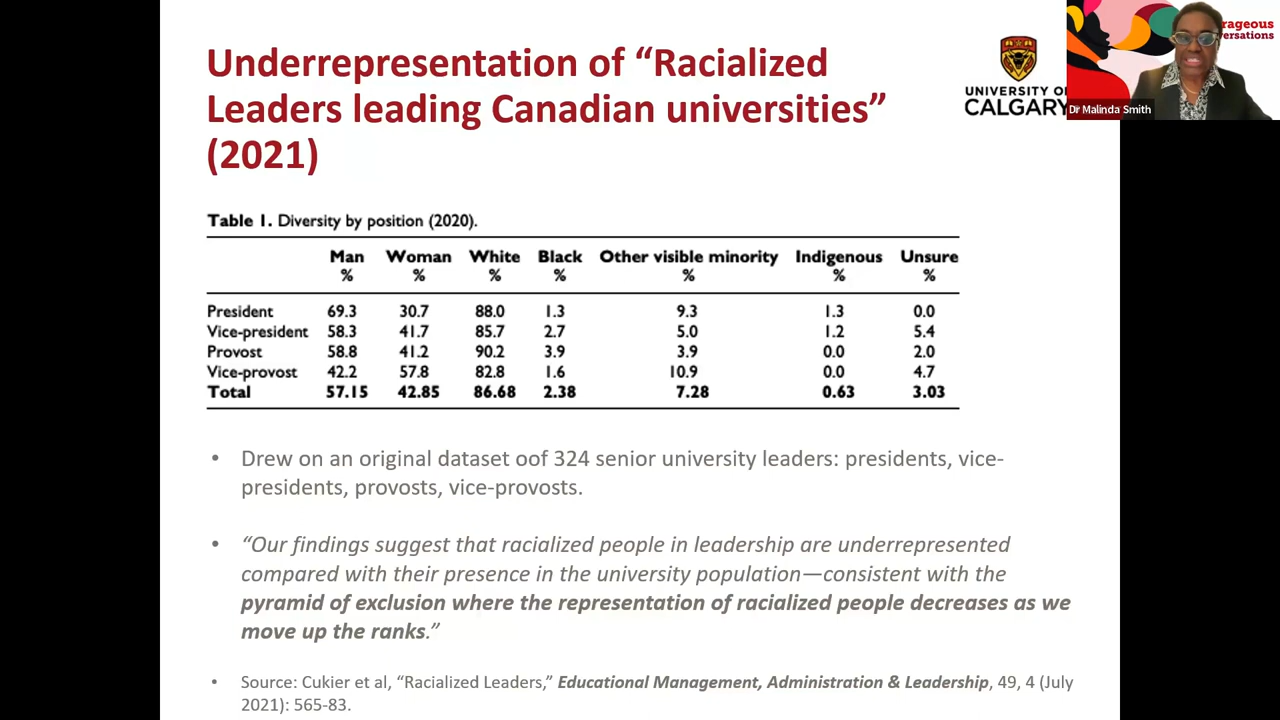 Underrepresentation of “Racialized
Leaders leading Canadian universities”
(2021)
UNIVERSITY OF
CALGARY
rageous
ersations
Dr Malinda Smith
Table 1. Diversity by position (2020).
Man Woman White Black Other visible minority Indigenous Unsure
% % % % % % %
President 69.3 30.7 88.0 1.3 9.3 1.3 0.0
Vice-president 58.3 41.7 85.7 2.7 5.0 1.2 5.4
Provost 58.8 41.2 90.2 3.9 3.9 0.0 2.0
Vice-provost 42.2 57.8 82.8 1.6 10.9 0.0 4.7
Total 57.15 42.85 86.68 2.38 7.28 0.63 3.03
• Drew on an original dataset oof 324 senior university leaders: presidents, vice-
presidents, provosts, vice-provosts.
• “Our findings suggest that racialized people in leadership are underrepresented
compared with their presence in the university population—consistent with the
pyramid of exclusion where the representation of racialized people decreases as we
move up the ranks.”
• Source: Cukier et al, “Racialized Leaders,” Educational Management, Administration & Leadership, 49, 4 (July
2021): 565-83.